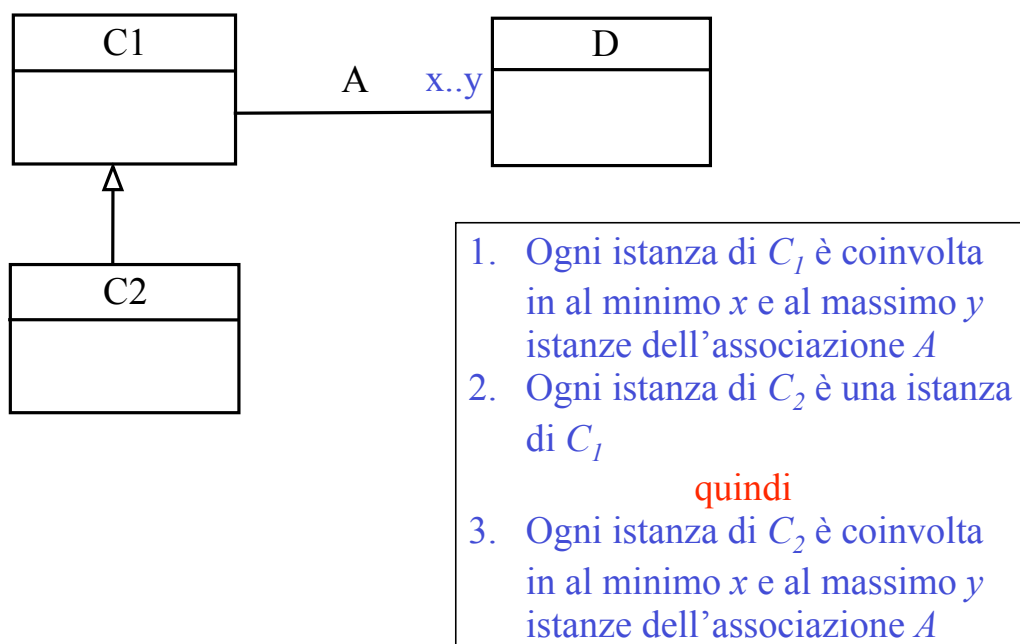 C1
D
A
x..y
C2
1. Ogni istanza di C1 è coinvolta
in al minimo x e al massimo y
istanze dell’associazione A
2. Ogni istanza di C2 è una istanza
di C1
quindi
3. Ogni istanza di C2 è coinvolta
in al minimo x e al massimo y
istanze dell’associazione A